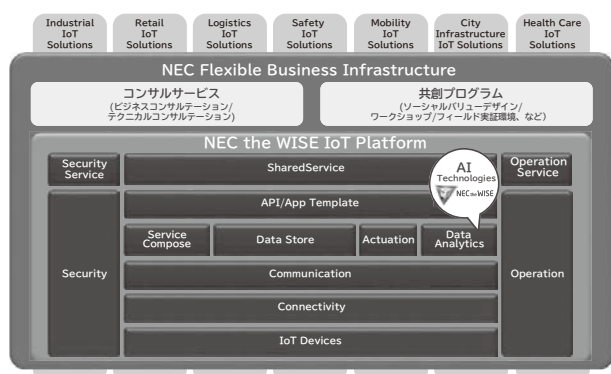 Industrial
IoT
Solutions
Retail
IoT
Solutions
Logistics
IoT
Solutions
Safety
IoT
Solutions
Mobility
IoT
Solutions
City
Infrastructure
IoT Solutions
Health Care
IoT
Solutions
NEC Flexible Business Infrastructure
コンサルサービス
(ビジネスコンサルテーション/
テクニカルコンサルテーション)
共創プログラム
(ソーシャルバリューデザイン/
ワークショップ/フィールド実証環境、など)
NEC the WISE IoT Platform
Security
Service
SharedService
Operation
Service
AI
Technologies
NEC the WISE
API/App Template
Service
Compose
Data Store
Actuation
Data
Analytics
Security
Communication
Operation
Connectivity
IoT Devices